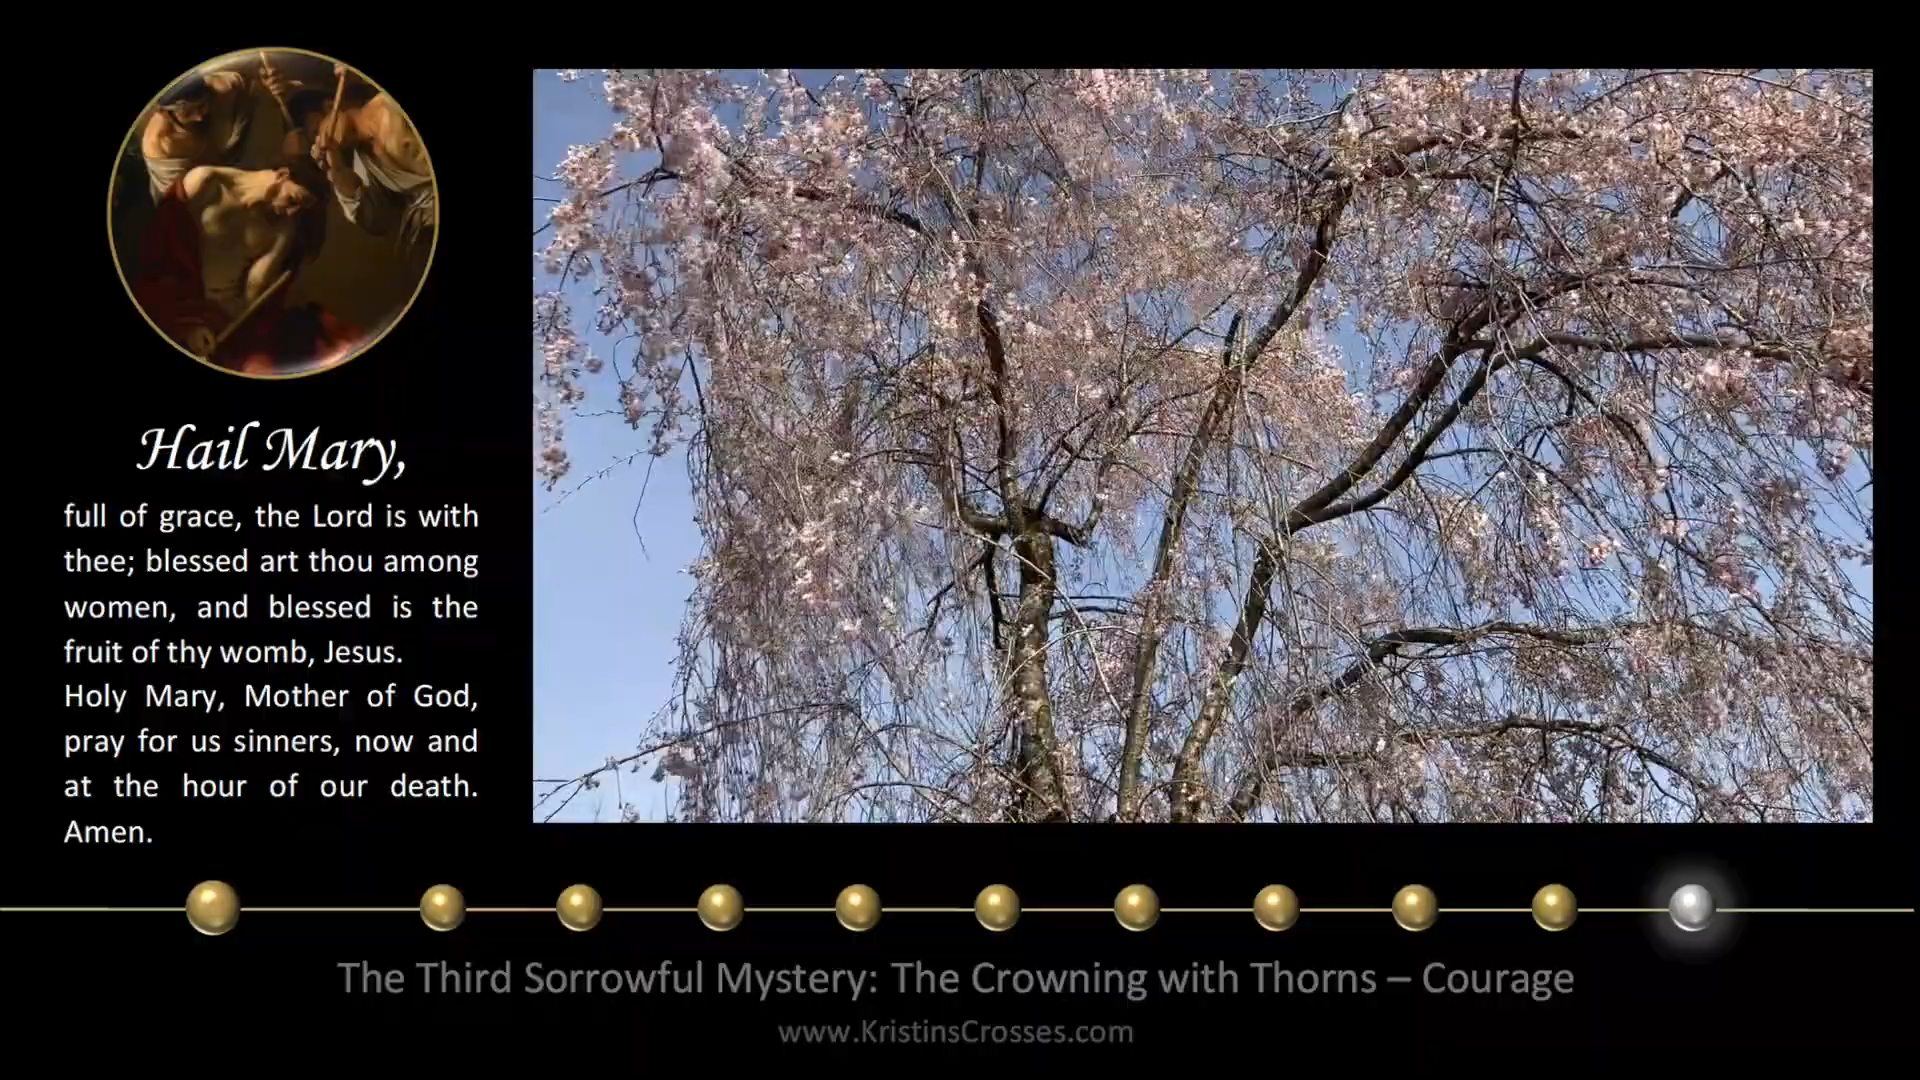 Hail Mary,
full of grace, the Lord is with
thee; blessed art thou among
women, and blessed is the
fruit of thy womb, Jesus.
Holy Mary, Mother of God,
pray for us sinners, now and
at the hour of our death.
Amen.
The Third Sorrowful Mystery: The Crowning with Thorns – Courage
www.KristinsCrosses.com